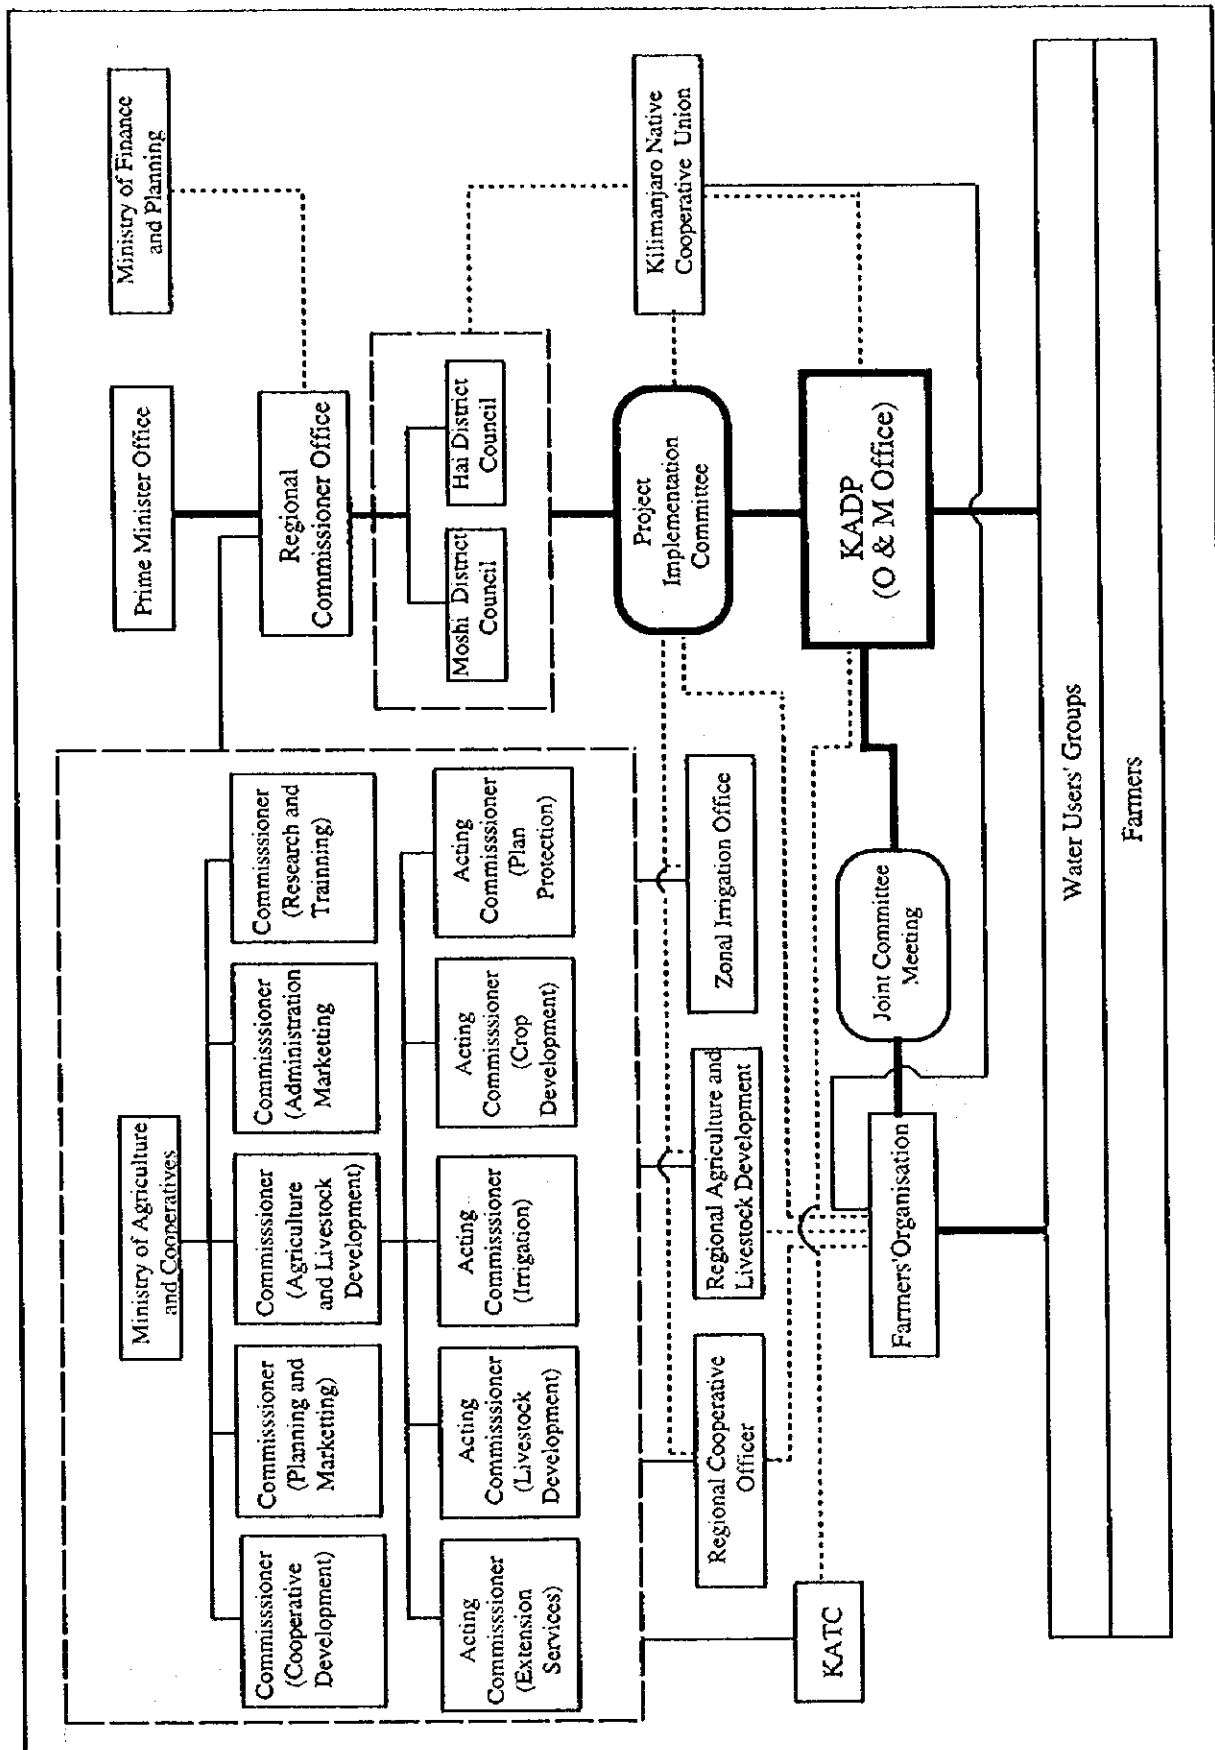 Ministry of Agriculture
and Cooperatives
Prime Minister Office
Ministry of Finance
and Planning
Commisssioner
(Cooperative
Development)
Commisssioner
(Planning and
Marketting)
Commisssioner
(Agriculture
and Livestock
Development)
Commisssioner
(Administration
Marketting
Commisssioner
(Research and
Trainning)
Regional
Commissioner Office
Acting
Commisssioner
(Extension
Services)
Acting
Commisssioner
(Livestock
Development)
Acting
Commisssioner
(Irrigation)
Acting
Commisssioner
(Crop
Development)
Acting
Commisssioner
(Plan
Protection)
Moshi District
Council
Hai District
Council
Regional Cooperative
Officer
Regional Agriculture and
Livestock Development
Zonal Irrigation Office
Project
Implementation
Committee
Kilimanjaro Native
Cooperative Union
KATC
Farmers'Organisation
Joint Committee
Meeting
KADP
(O & M Office)
Water Users' Groups
Farmers